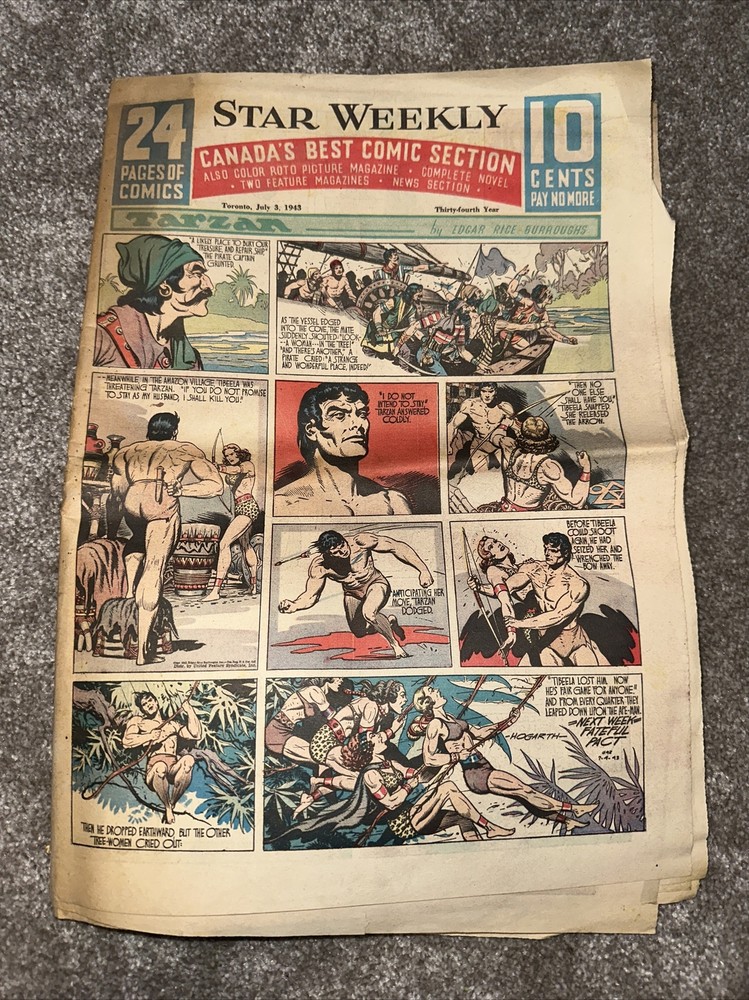 24
PAGES OF
COMICS
STAR WEEKLY
CANADA'S BEST COMIC SECTION
ALSO COLOR ROTO PICTURE MAGAZINE • COMPLETE NOVEL
• TWO FEATURE MAGAZINES • NEWS SECTION •
10
CENTS
PAY NO MORE
Toronto, July 3, 1943
Thirty-fourth Year
Tarzan
by EDGAR RICE BURROUGHS
"A LIKELY PLACE TO BURY OUR
TREASURE, AND REPAIR SHIP,"
THE PIRATE CAPTAIN
GRUNTED.
AS THE VESSEL EDGED
INTO THE COVE, THE MATE
SUDDENLY SHOUTED: "LOOK-
--A WOMAN---IN THE TREE!"
"AND THERE'S ANOTHER," A
PIRATE CRIED; "A STRANGE
AND WONDERFUL PLACE, INDEED!"
MEANWHILE, IN THE AMAZON VILLAGE, TIBEELA WAS
THREATENING TARZAN. "IF YOU DO NOT PROMISE
TO STAY AS MY HUSBAND, I SHALL KILL YOU!"
"I DO NOT
INTEND TO STAY,"
TARZAN ANSWERED
COLDLY.
"THEN NO
ONE ELSE
SHALL HAVE YOU,"
TIBEELA SNAPPED.
SHE RELEASED
THE ARROW.
ANTICIPATING HER
MOVE, TARZAN
DODGED.
BEFORE TIBEELA
COULD SHOOT
AGAIN, HE HAD
SEIZED HER AND
WRENCHED THE
BOW AWAY.
Distr. by United Feature Syndicate, Inc.
THEN HE DROPPED EARTHWARD, BUT THE OTHER
TREE-WOMEN CRIED OUT:
"TIBEELA LOST HIM. NOW
HE'S FAIR GAME FOR ANYONE."
AND FROM EVERY QUARTER THEY
LEAPED DOWN UPON THE APE-MAN.
=NEXT WEEK=
FATEFUL
PACT
-HOGARTH-
7-4-43